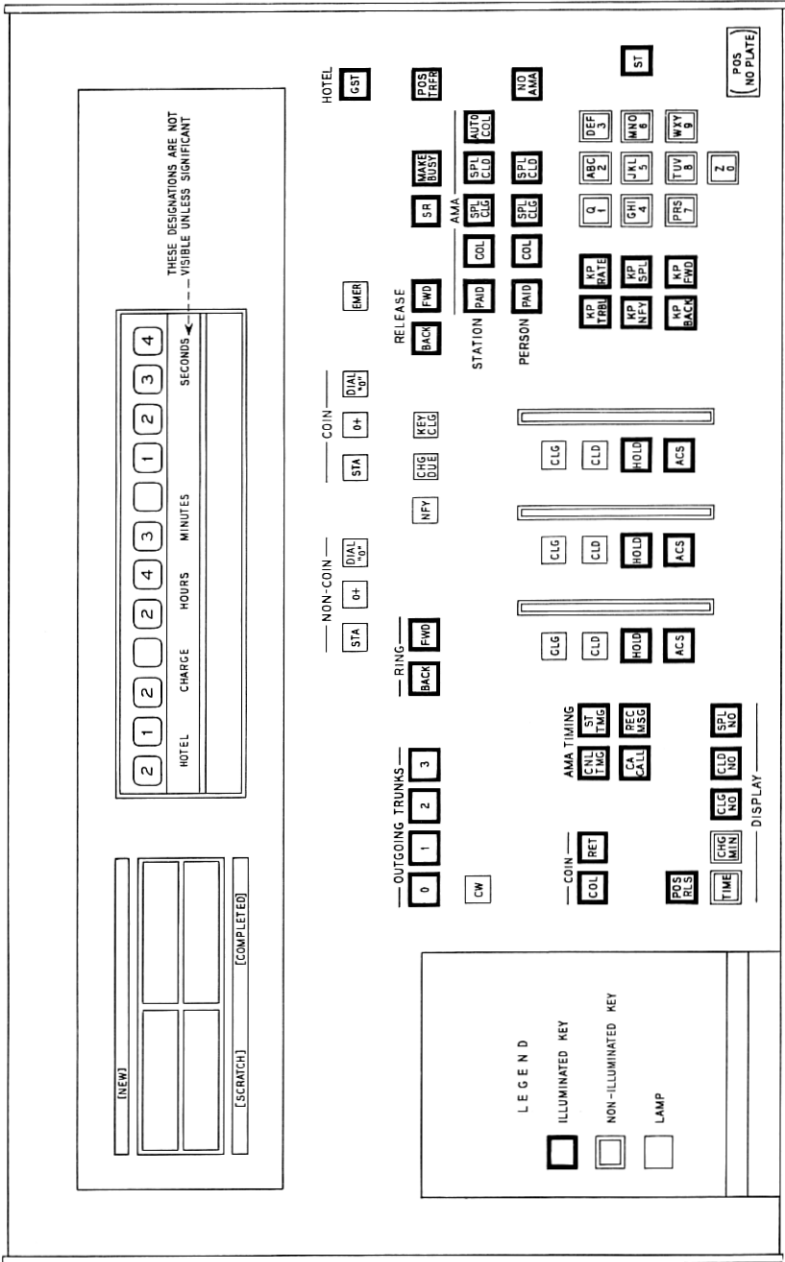 [NEW]
[SCRATCH] [COMPLETED]
2 1 2 2 4 3 1 2 3 4
HOTEL CHARGE HOURS MINUTES SECONDS
THESE DESIGNATIONS ARE NOT
VISIBLE UNLESS SIGNIFICANT
NON-COIN
STA 0+ DIAL "0"
COIN
STA 0+ DIAL "0"
EMER
HOTEL
GST
OUTGOING TRUNKS
0 1 2 3
RING
BACK FWD
NFY CHG DUE KEY CLG
RELEASE
BACK FWD
SR MAKE BUSY
POS TRFR
CW
AMA
STATION
PAID COL SPL CLG SPL CLD AUTO COL
PERSON
PAID COL SPL CLG SPL CLD NO AMA
COIN
COL RET
AMA TIMING
CNL TMG ST TMG
CA CALL REC MSG
CLG CLG CLG
CLD CLD CLD
HOLD HOLD HOLD
ACS ACS ACS
KP TRBL KP RATE
KP NFY KP SPL
KP BACK KP FWD
Q 1 ABC 2 DEF 3
GHI 4 JKL 5 MNO 6
PRS 7 TUV 8 WXY 9
Z 0
ST
POS RLS
TIME CHG MIN CLG NO CLD NO SPL NO
DISPLAY
(POS NO PLATE)
LEGEND
ILLUMINATED KEY
NON-ILLUMINATED KEY
LAMP